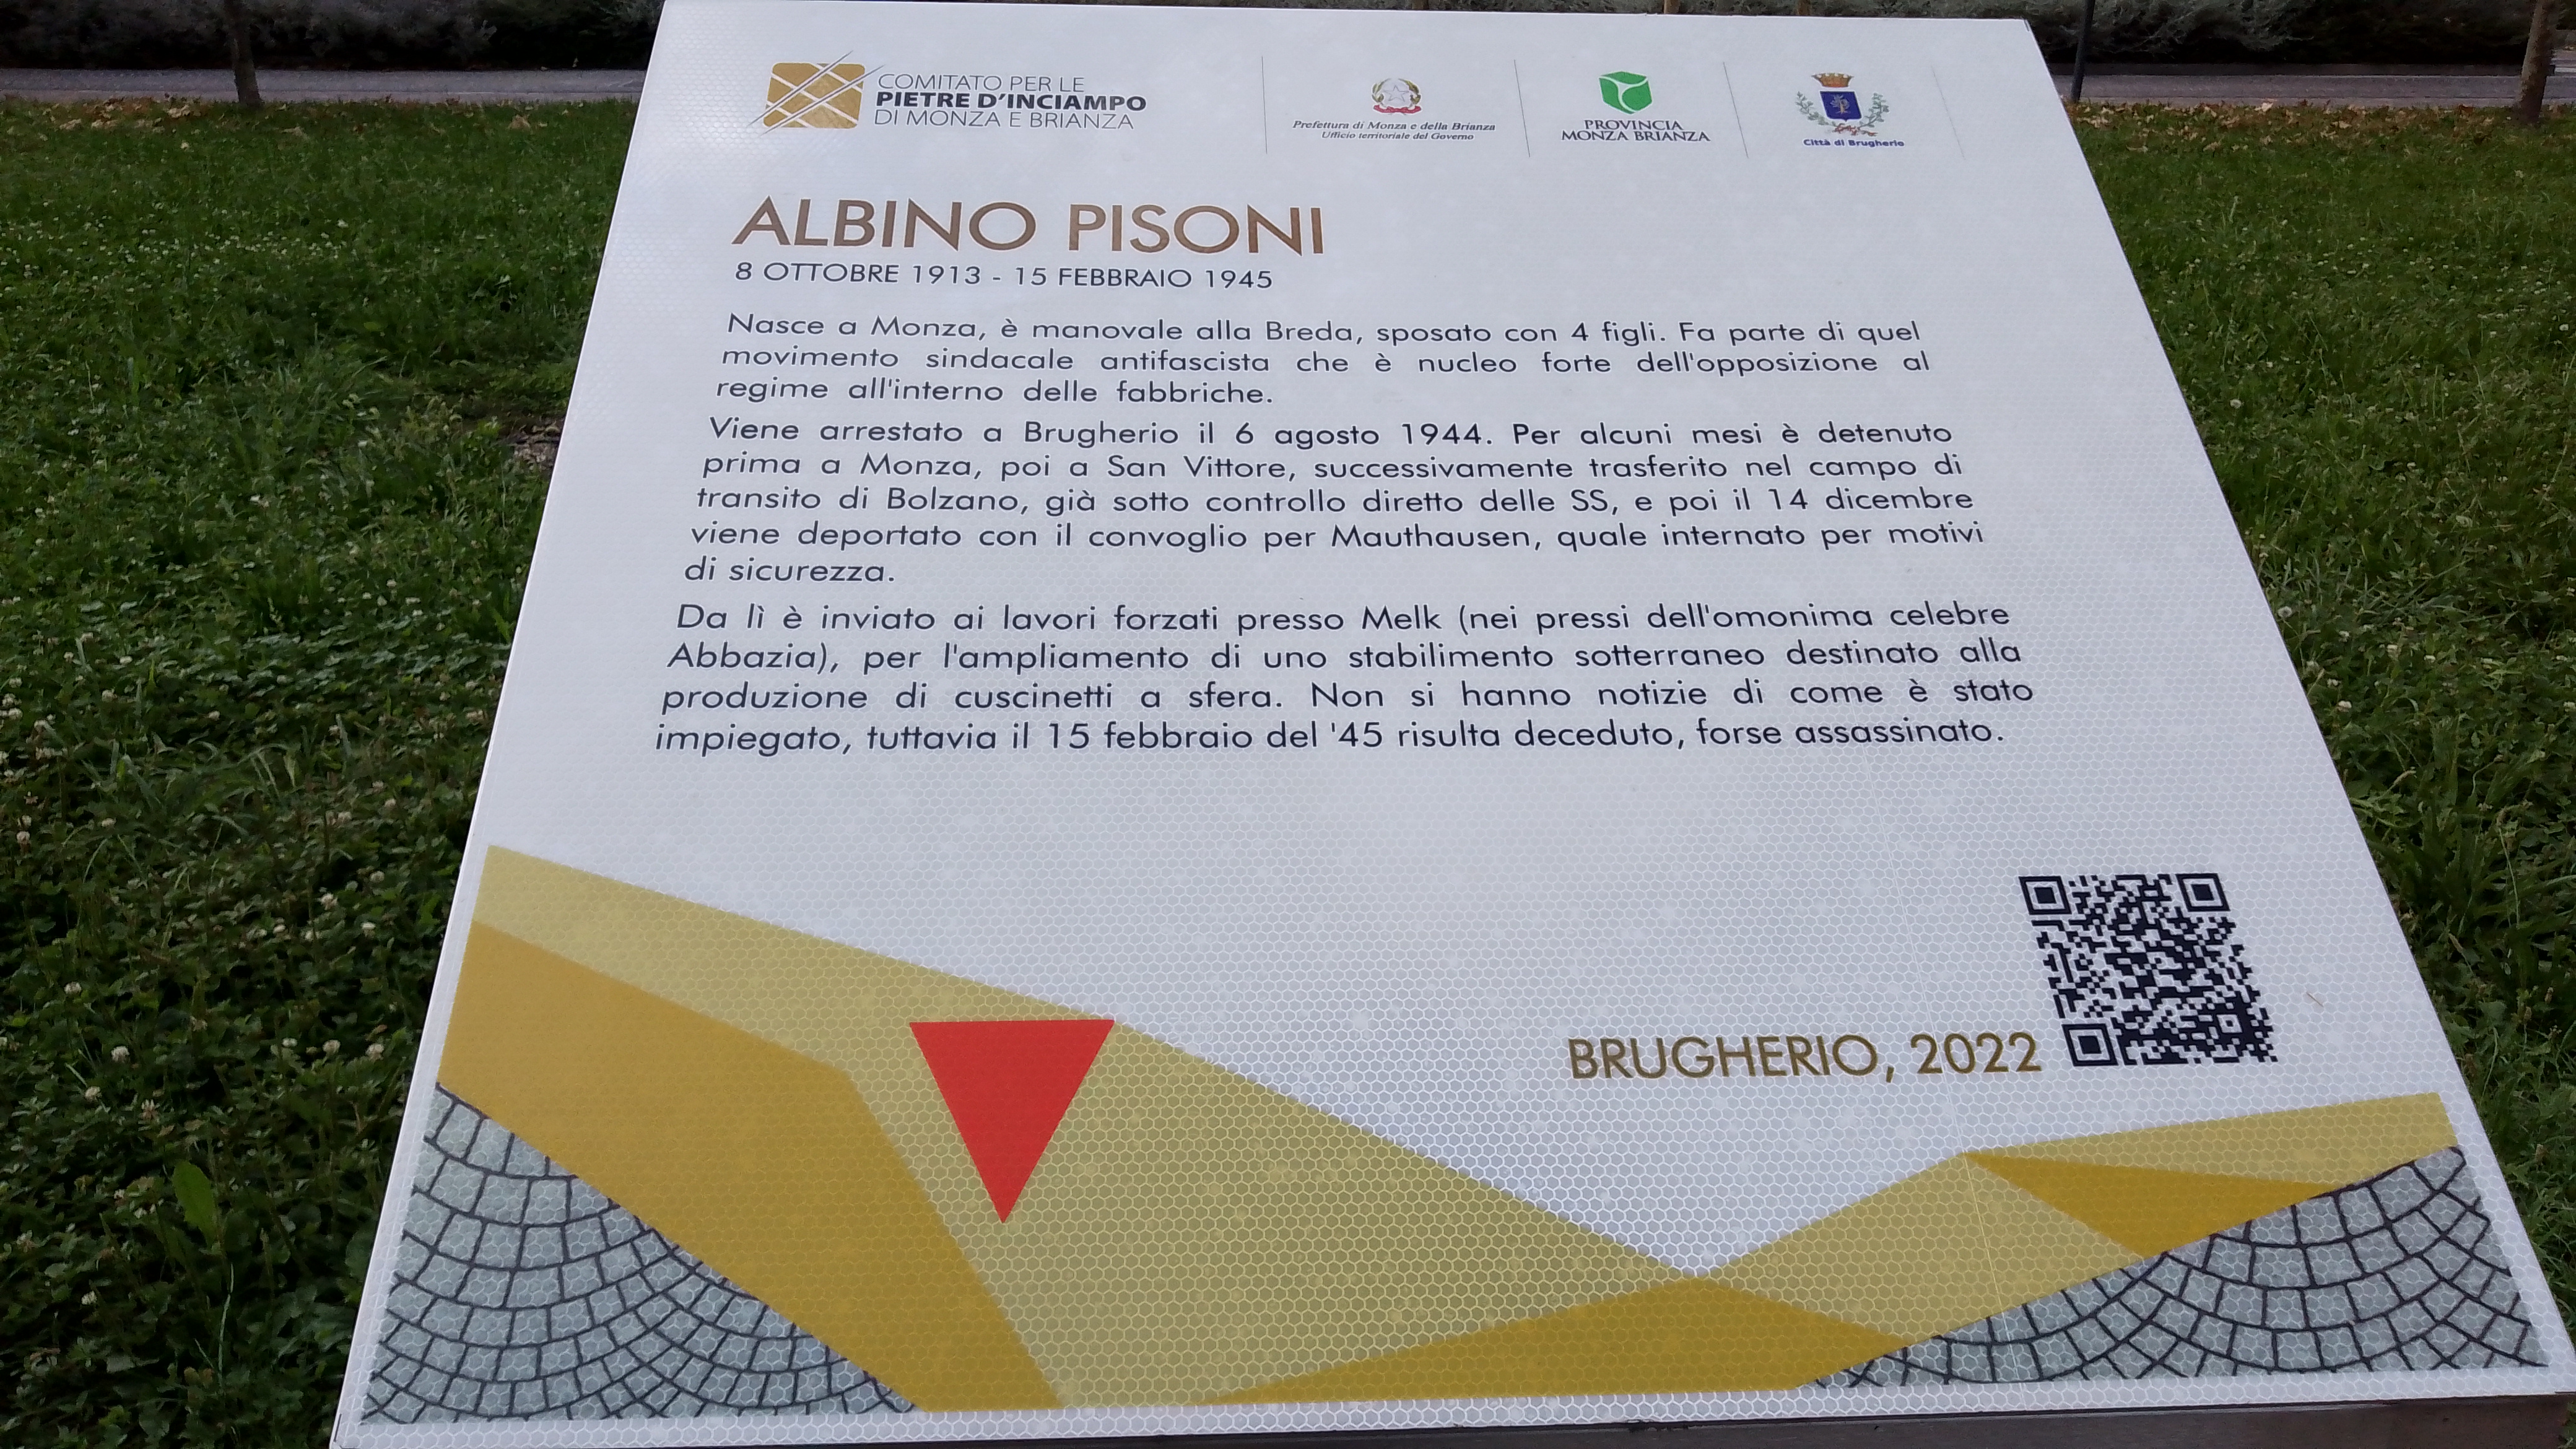 COMITATO PER LE
PIETRE D'INCIAMPO
DI MONZA E BRIANZA
Prefettura di Monza e della Brianza
Ufficio territoriale del Governo
PROVINCIA
MONZA BRIANZA
Città di Brugherio
ALBINO PISONI
8 OTTOBRE 1913 - 15 FEBBRAIO 1945
Nasce a Monza, è manovale alla Breda, sposato con 4 figli. Fa parte di quel
movimento sindacale antifascista che è nucleo forte dell'opposizione al
regime all'interno delle fabbriche.
Viene arrestato a Brugherio il 6 agosto 1944. Per alcuni mesi è detenuto
prima a Monza, poi a San Vittore, successivamente trasferito nel campo di
transito di Bolzano, già sotto controllo diretto delle SS, e poi il 14 dicembre
viene deportato con il convoglio per Mauthausen, quale internato per motivi
di sicurezza.
Da lì è inviato ai lavori forzati presso Melk (nei pressi dell'omonima celebre
Abbazia), per l'ampliamento di uno stabilimento sotterraneo destinato alla
produzione di cuscinetti a sfera. Non si hanno notizie di come è stato
impiegato, tuttavia il 15 febbraio del '45 risulta deceduto, forse assassinato.
BRUGHERIO, 2022